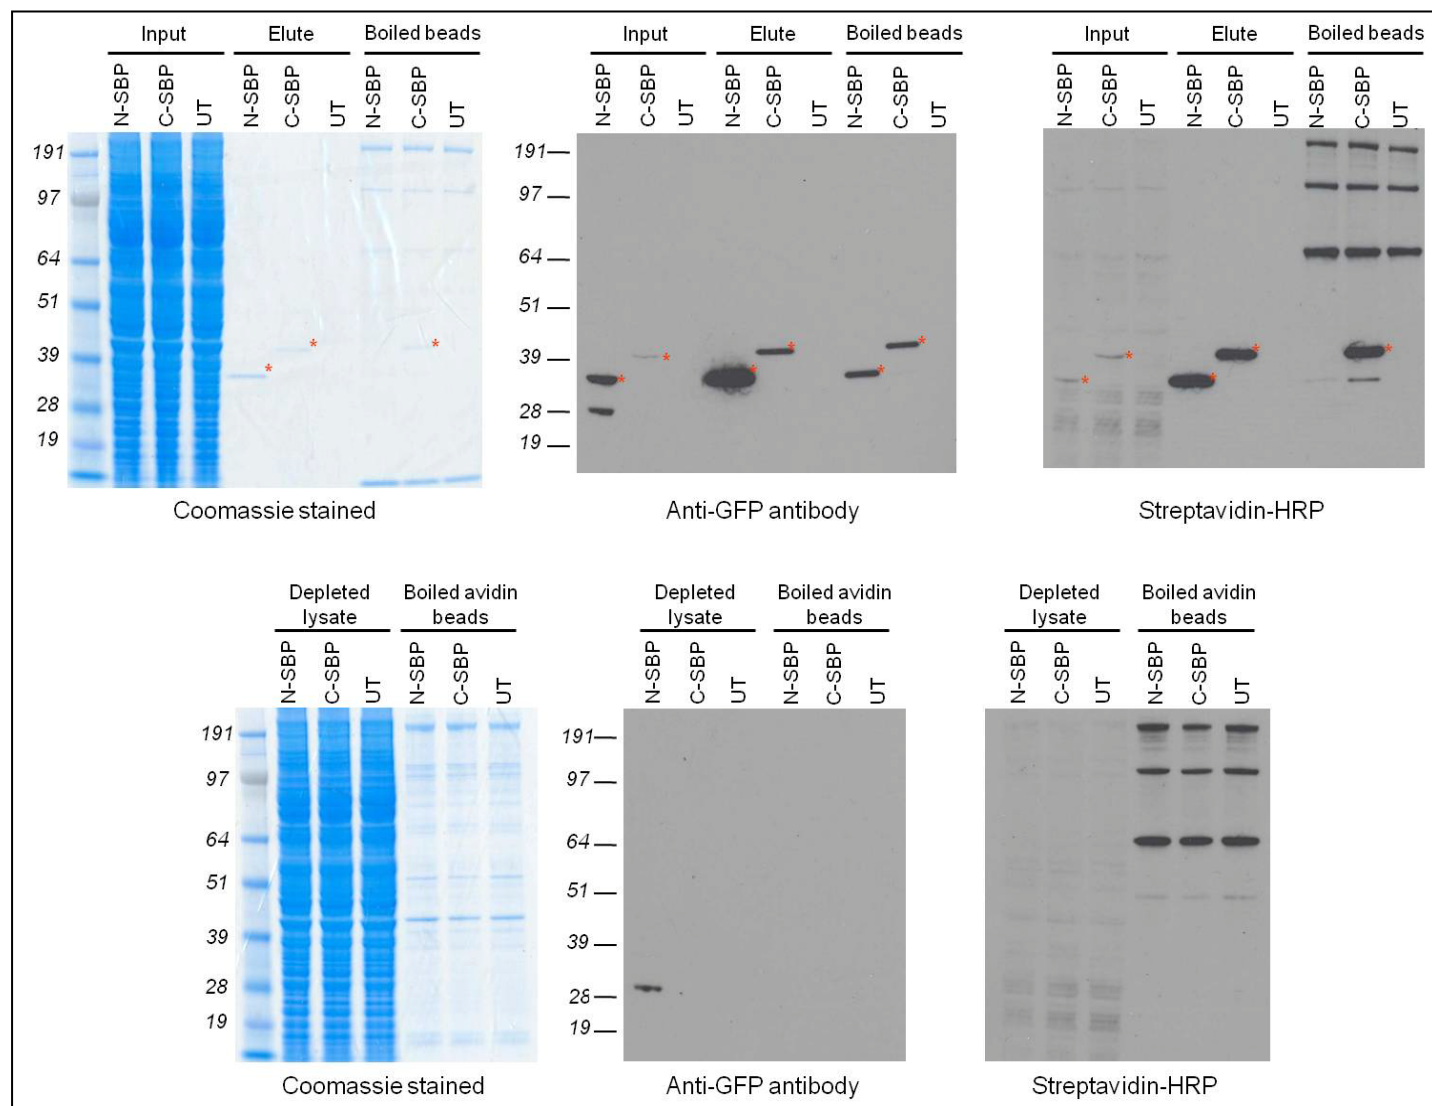 Input Elute Boiled beads
N-SBP C-SBP UT N-SBP C-SBP UT N-SBP C-SBP UT
191
97
64
51
39
28
19
* * *
Coomassie stained
Input Elute Boiled beads
N-SBP C-SBP UT N-SBP C-SBP UT N-SBP C-SBP UT
191
97
64
51
39
28
19
* * * * * *
Anti-GFP antibody
Input Elute Boiled beads
N-SBP C-SBP UT N-SBP C-SBP UT N-SBP C-SBP UT
* * * * *
Streptavidin-HRP
Depleted lysate Boiled avidin beads
N-SBP C-SBP UT N-SBP C-SBP UT
191
97
64
51
39
28
19
Coomassie stained
Depleted lysate Boiled avidin beads
N-SBP C-SBP UT N-SBP C-SBP UT
191
97
64
51
39
28
19
Anti-GFP antibody
Depleted lysate Boiled avidin beads
N-SBP C-SBP UT N-SBP C-SBP UT
Streptavidin-HRP